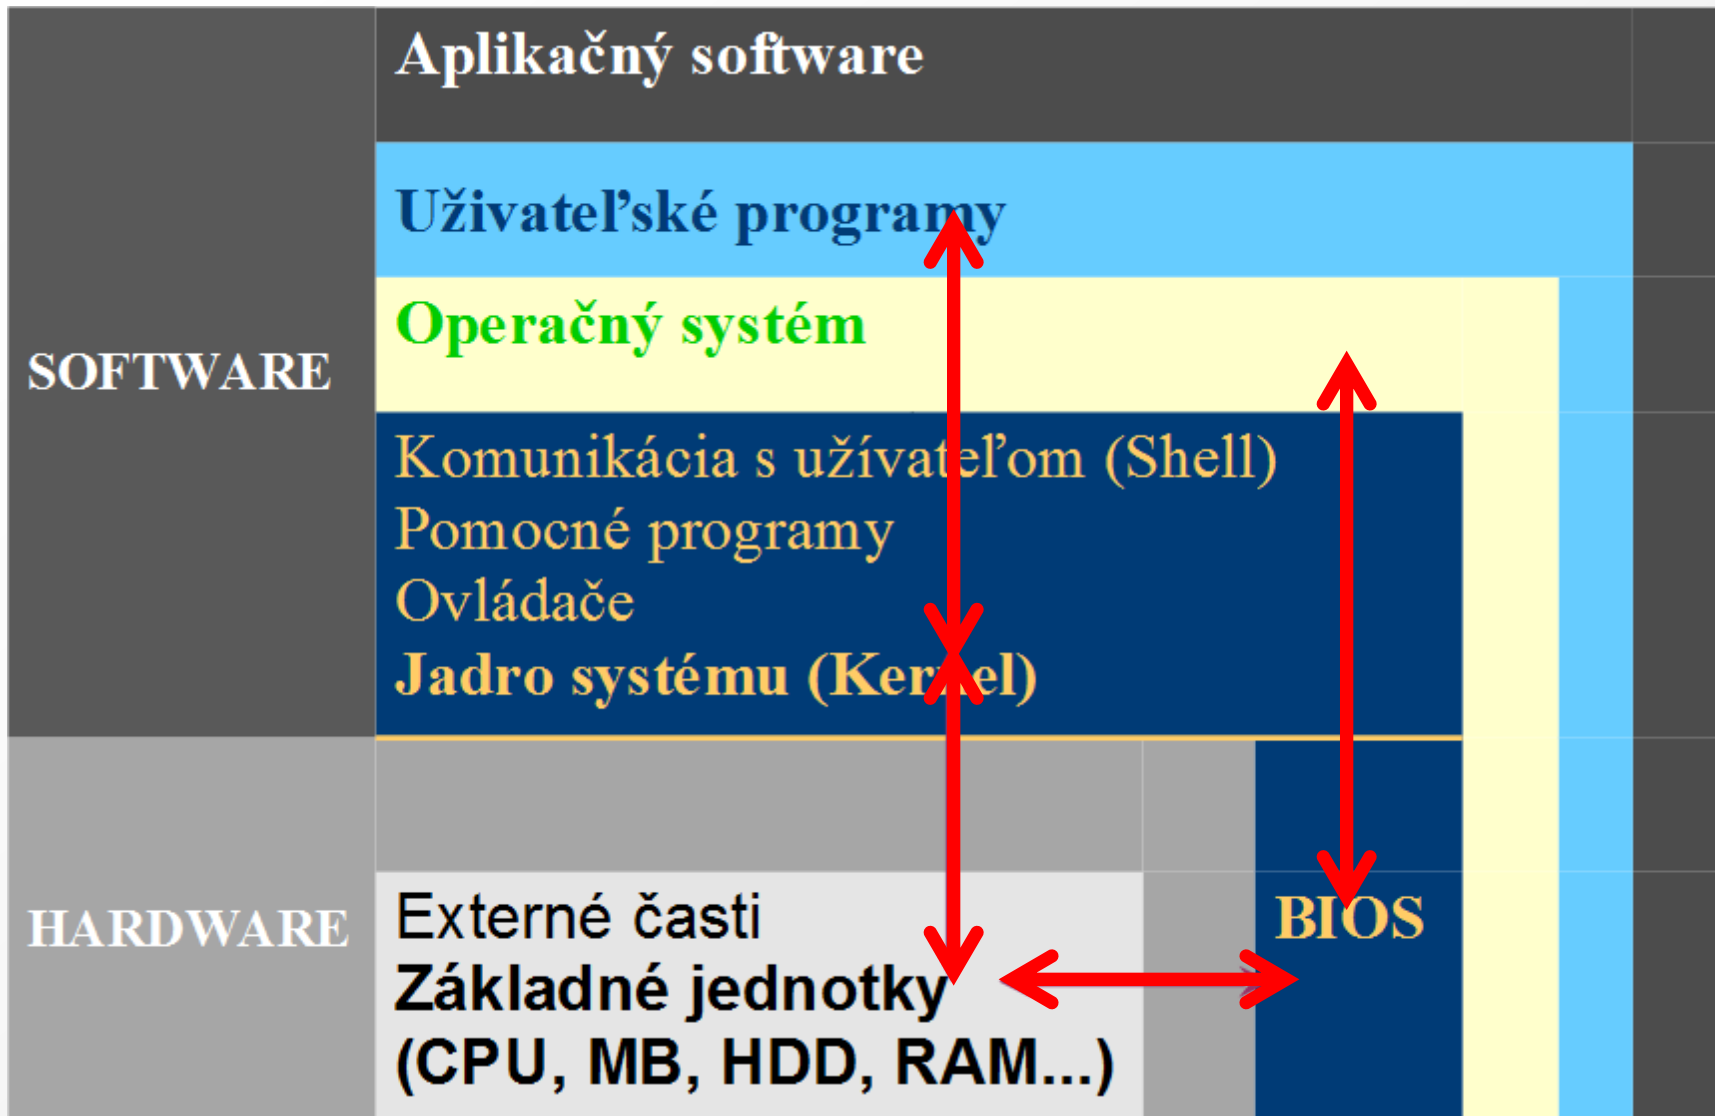 Aplikačný software
Uživateľské programy
Operačný systém
SOFTWARE
Komunikácia s užívateľom (Shell)
Pomocné programy
Ovládače
Jadro systému (Kernel)
HARDWARE
Externé časti
Základné jednotky
(CPU, MB, HDD, RAM...)
BIOS